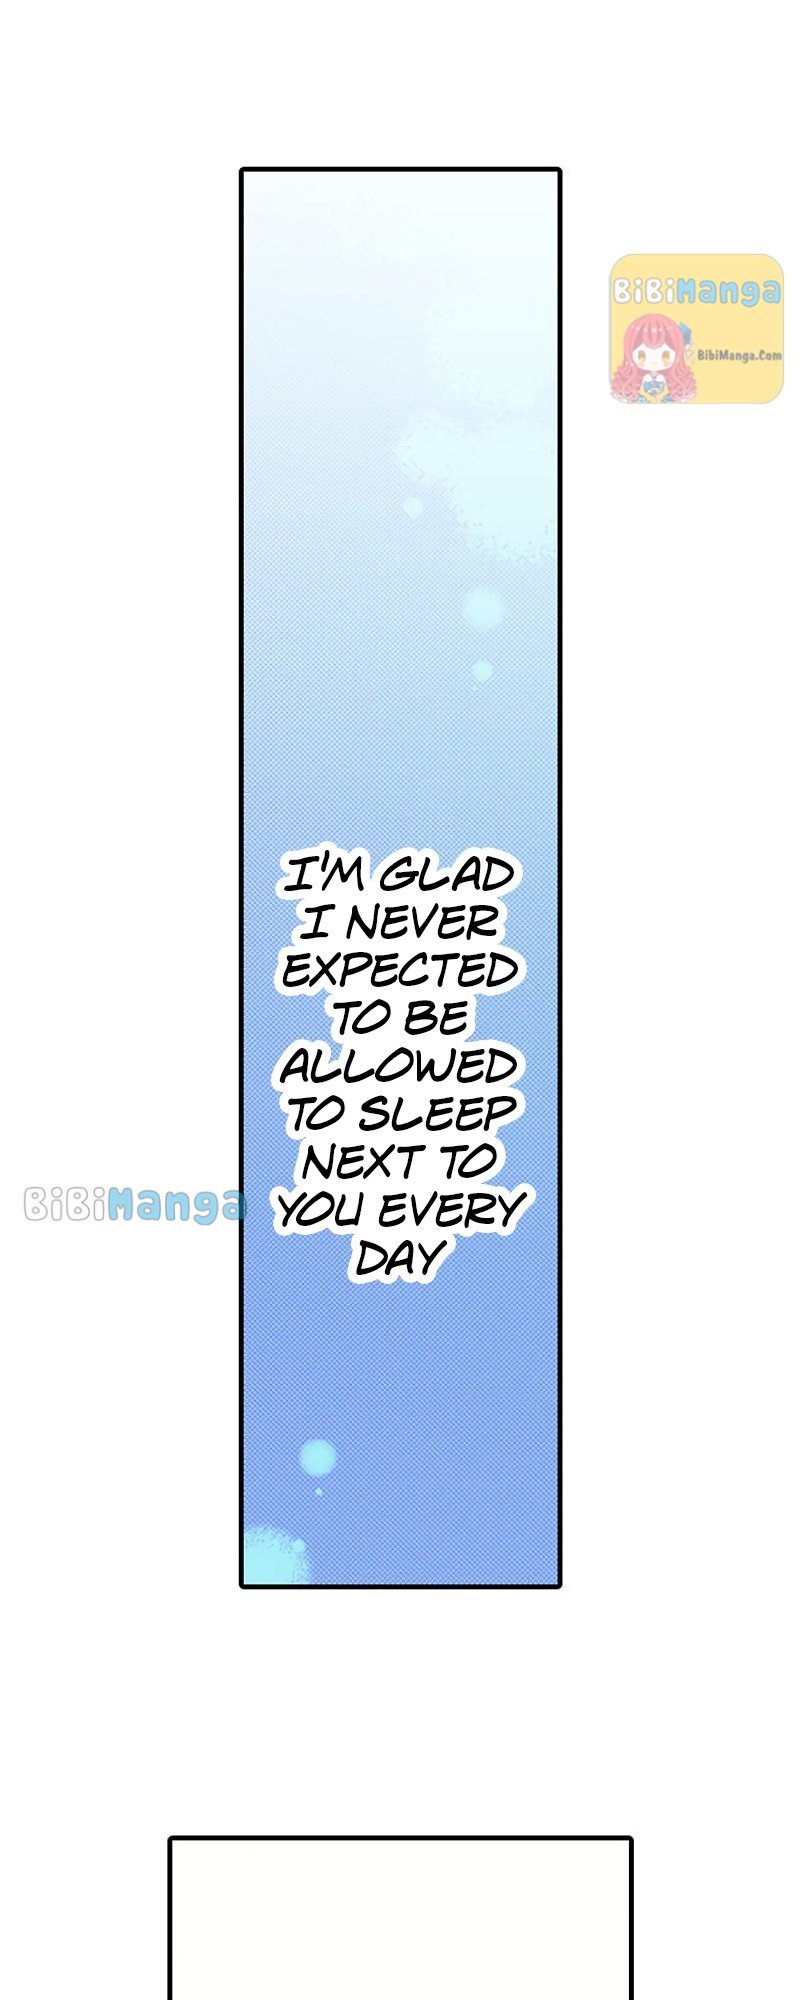 BiBiManga
BibiManga.Com
I'M GLAD
I NEVER
EXPECTED
TO BE
ALLOWED
TO SLEEP
NEXT TO
YOU EVERY
DAY
BiBiManga